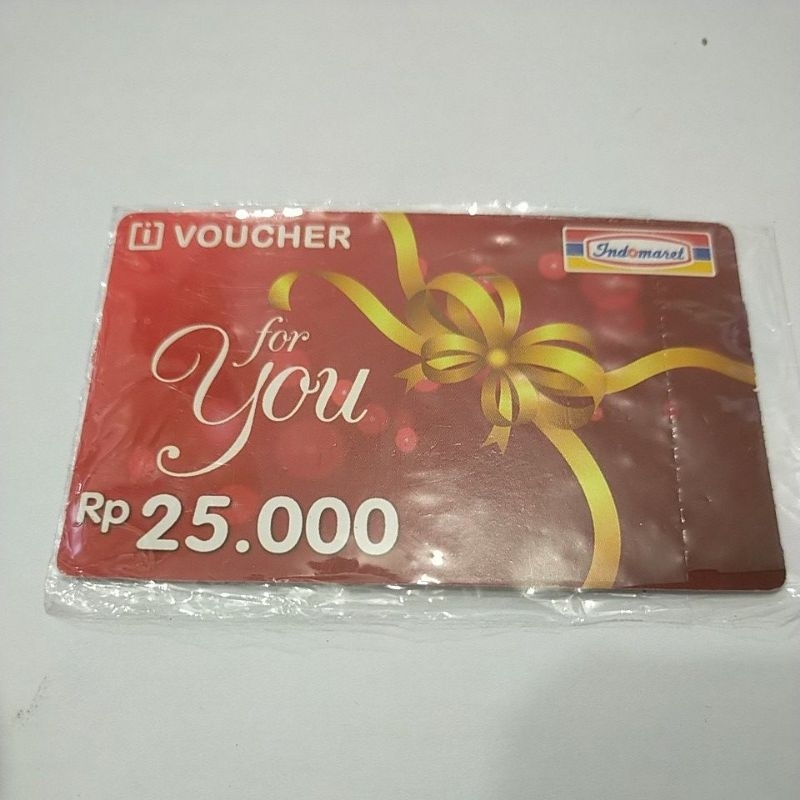 VOUCHER
Indomaret
for
You
Rp 25.000